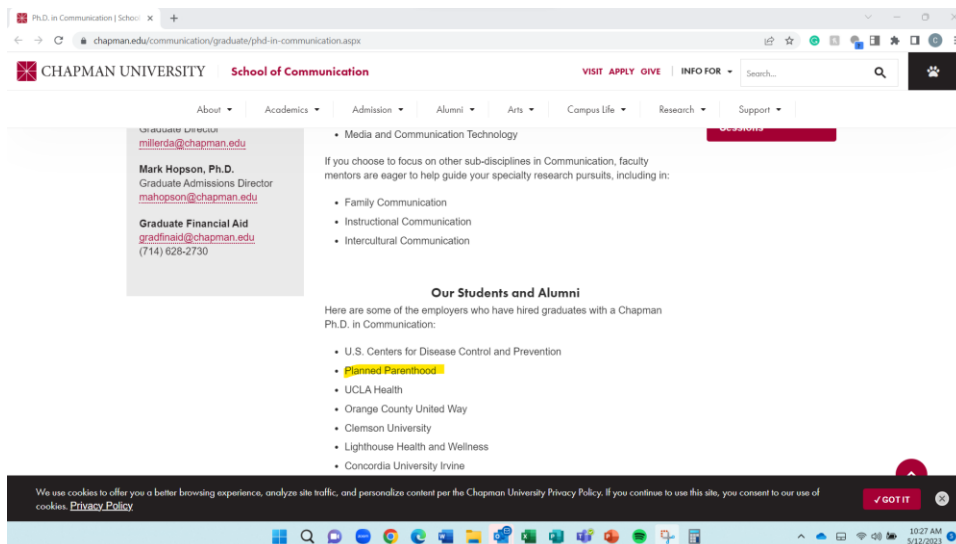 Ph.D. in Communication | School
chapman.edu/communication/graduate/phd-in-communication.aspx
CHAPMAN UNIVERSITY School of Communication VISIT APPLY GIVE INFO FOR Search...
About Academics Admission Alumni Arts Campus Life Research Support
Graduate Director
millerda@chapman.edu
Mark Hopson, Ph.D.
Graduate Admissions Director
mahopson@chapman.edu
Graduate Financial Aid
gradfinaid@chapman.edu
(714) 628-2730
• Media and Communication Technology
If you choose to focus on other sub-disciplines in Communication, faculty
mentors are eager to help guide your specialty research pursuits, including in:
• Family Communication
• Instructional Communication
• Intercultural Communication
Sessions
Our Students and Alumni
Here are some of the employers who have hired graduates with a Chapman
Ph.D. in Communication:
• U.S. Centers for Disease Control and Prevention
• Planned Parenthood
• UCLA Health
• Orange County United Way
• Clemson University
• Lighthouse Health and Wellness
• Concordia University Irvine
We use cookies to offer you a better browsing experience, analyze site traffic, and personalize content per the Chapman University Privacy Policy. If you continue to use this site, you consent to our use of
cookies. Privacy Policy
✓ GOT IT
10:27 AM
5/12/2023